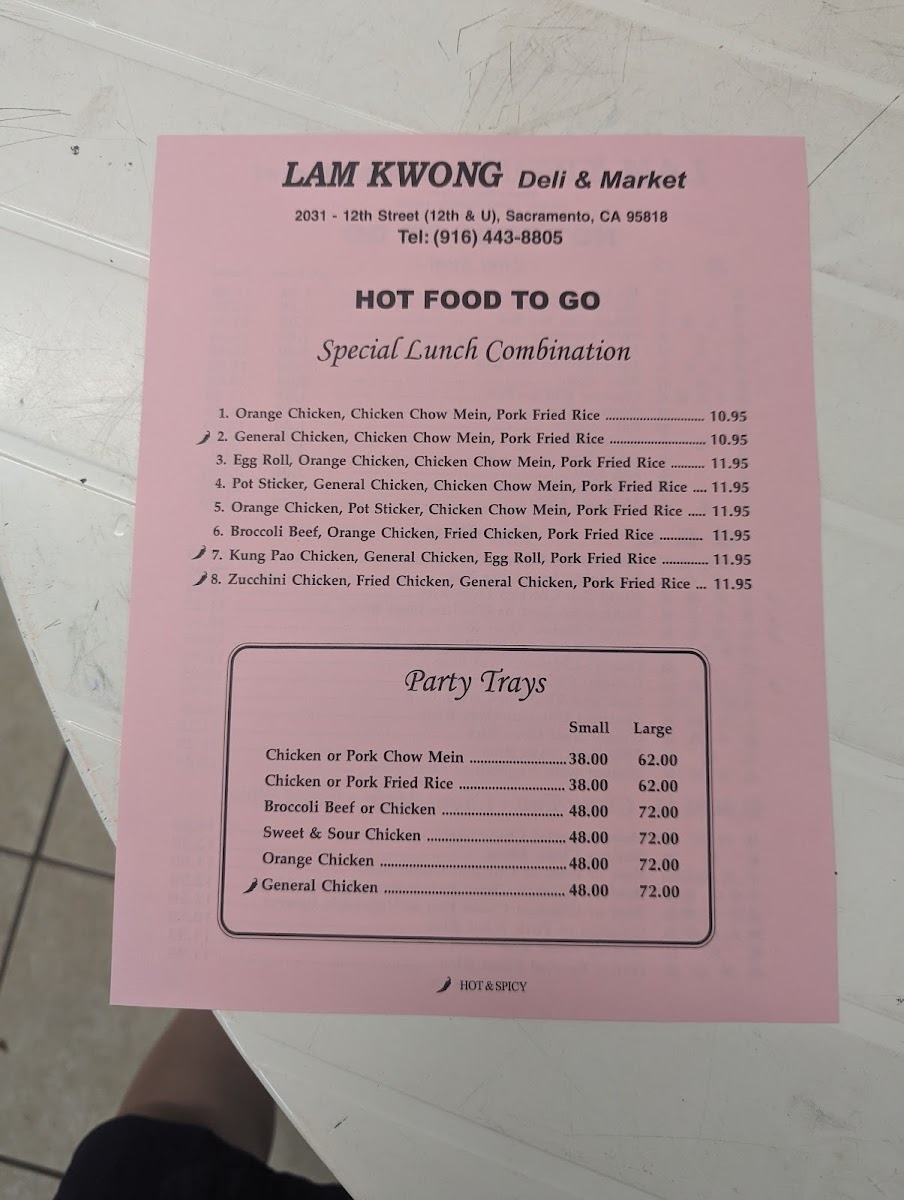 LAM KWONG Deli & Market
2031 - 12th Street (12th & U), Sacramento, CA 95818
Tel: (916) 443-8805
HOT FOOD TO GO
Special Lunch Combination
1. Orange Chicken, Chicken Chow Mein, Pork Fried Rice ............................ 10.95
2. General Chicken, Chicken Chow Mein, Pork Fried Rice ........................... 10.95
3. Egg Roll, Orange Chicken, Chicken Chow Mein, Pork Fried Rice .......... 11.95
4. Pot Sticker, General Chicken, Chicken Chow Mein, Pork Fried Rice .... 11.95
5. Orange Chicken, Pot Sticker, Chicken Chow Mein, Pork Fried Rice ..... 11.95
6. Broccoli Beef, Orange Chicken, Fried Chicken, Pork Fried Rice ............ 11.95
7. Kung Pao Chicken, General Chicken, Egg Roll, Pork Fried Rice ............. 11.95
8. Zucchini Chicken, Fried Chicken, General Chicken, Pork Fried Rice ... 11.95
Party Trays
Small Large
Chicken or Pork Chow Mein ........................... 38.00 62.00
Chicken or Pork Fried Rice .............................. 38.00 62.00
Broccoli Beef or Chicken .................................. 48.00 72.00
Sweet & Sour Chicken ....................................... 48.00 72.00
Orange Chicken .................................................... 48.00 72.00
General Chicken ................................................... 48.00 72.00
HOT & SPICY